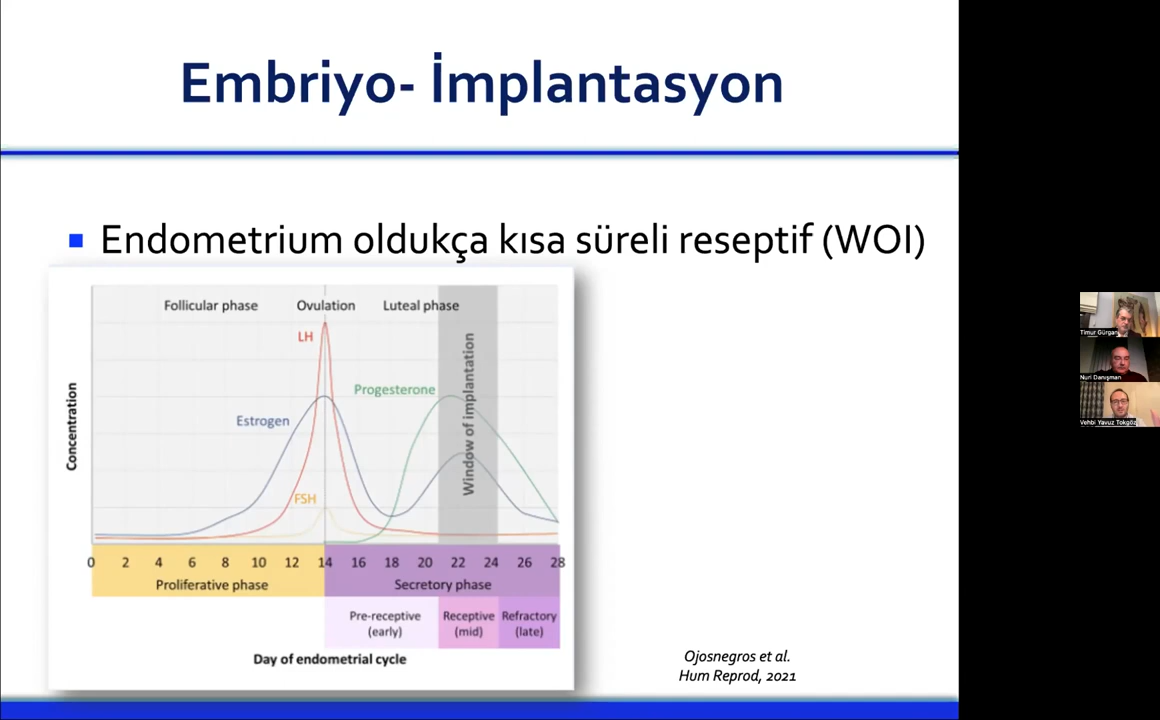 Embriyo- İmplantasyon
Endometrium oldukça kısa süreli reseptif (WOI)
Follicular phase
Ovulation
Luteal phase
LH
Progesterone
Estrogen
FSH
Window of implantation
Concentration
0 2 4 6 8 10 12 14 16 18 20 22 24 26 28
Proliferative phase
Secretory phase
Pre-receptive
(early)
Receptive
(mid)
Refractory
(late)
Day of endometrial cycle
Ojosnegros et al.
Hum Reprod, 2021
Timur Gürgan
Nuri Danışman
Vehbi Yavuz Tokgöz